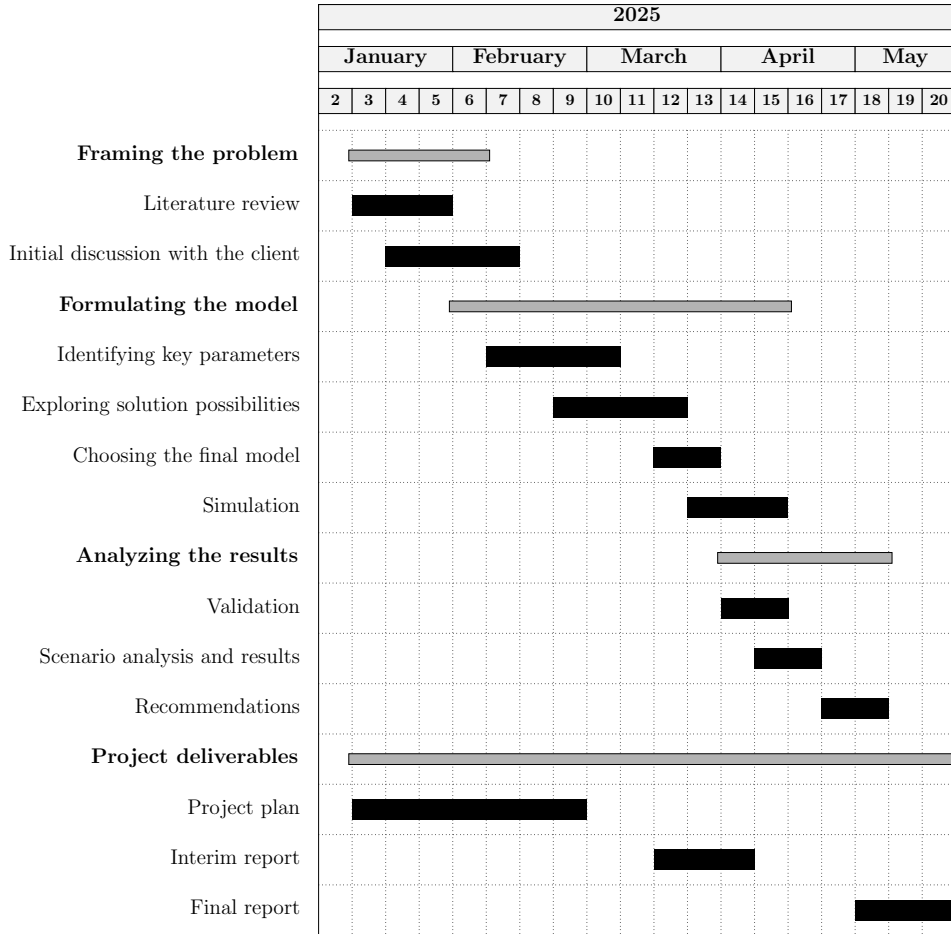 2025
January February March April May
2 3 4 5 6 7 8 9 10 11 12 13 14 15 16 17 18 19 20
Framing the problem
Literature review
Initial discussion with the client
Formulating the model
Identifying key parameters
Exploring solution possibilities
Choosing the final model
Simulation
Analyzing the results
Validation
Scenario analysis and results
Recommendations
Project deliverables
Project plan
Interim report
Final report